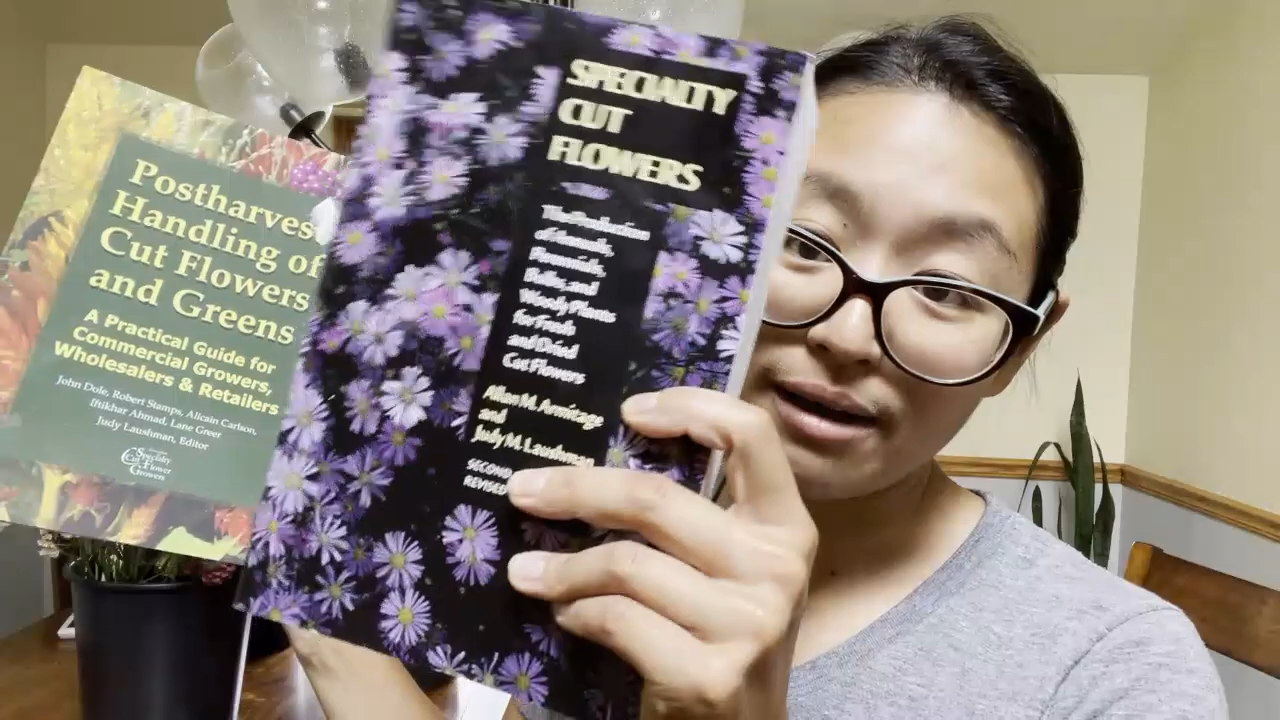 Postharves
Handling of
Cut Flowers
and Greens
A Practical Guide for
Commercial Growers,
Wholesalers & Retailers
John Dole, Robert Stamps, Alicain Carlson,
Iftikhar Ahmad, Lane Greer
Judy Laushman, Editor
Specialty
Cut Flower
Growers
SPECIALTY
CUT
FLOWERS
The Production
of Annuals,
Perennials,
Bulbs, and
Woody Plants
for Fresh
and Dried
Cut Flowers
Allan M. Armitage
and
Judy M. Laushman
SECOND
REVISED